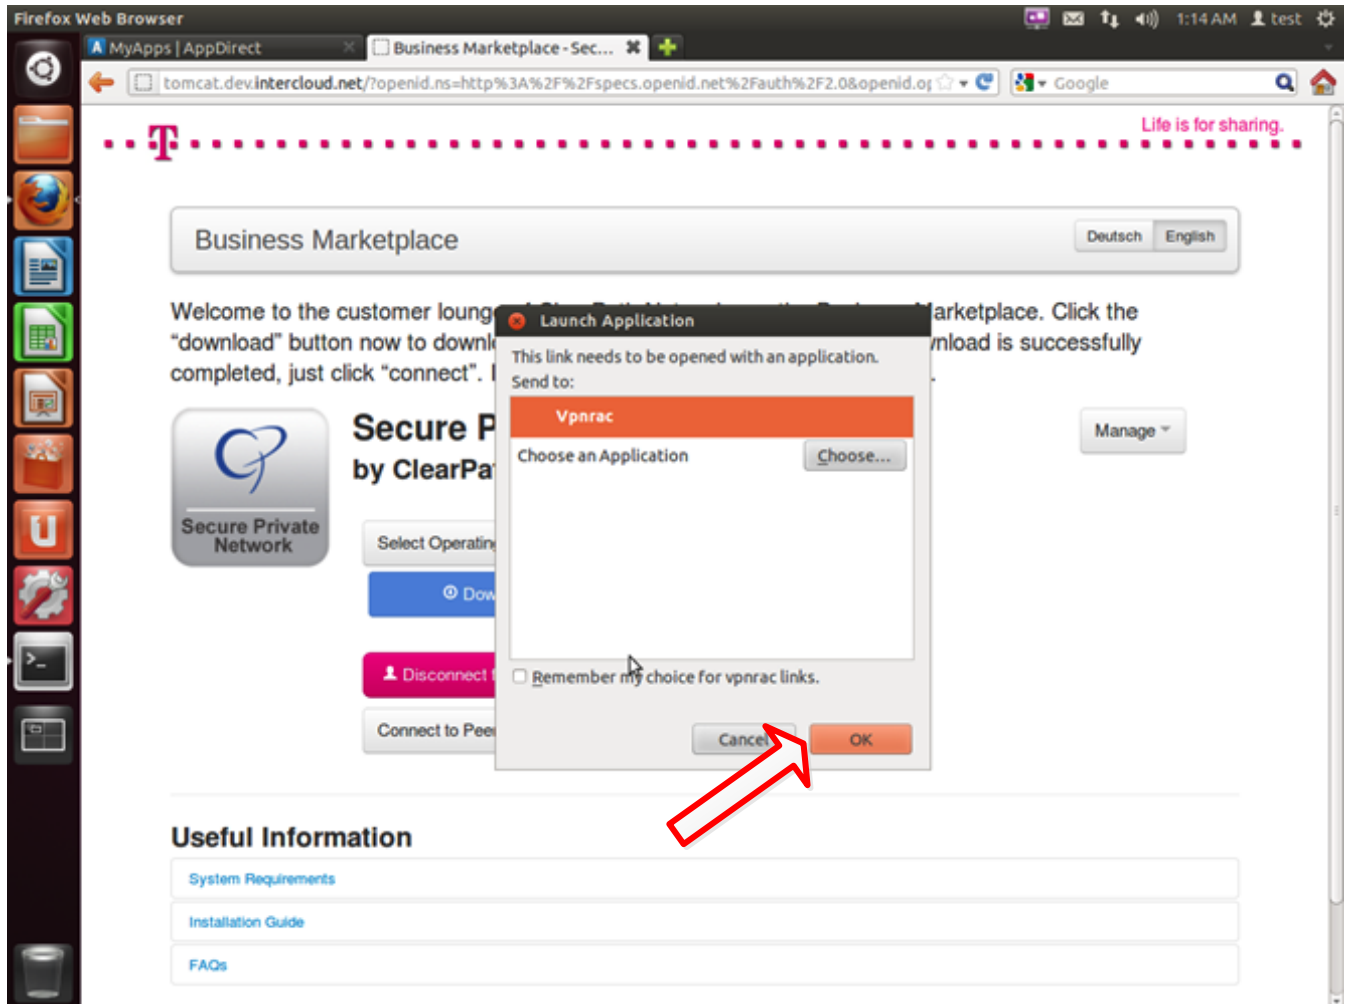 Firefox Web Browser
1:14 AM
test
MyApps | AppDirect
Business Marketplace - Sec...
tomcat.dev.intercloud.net/?openid.ns=http%3A%2F%2Fspecs.openid.net%2Fauth%2F2.0&openid.o
Google
Life is for sharing.
T
Business Marketplace
Deutsch
English
Welcome to the customer lounge
arketplace. Click the
“download” button now to downl
nload is successfully
completed, just click “connect”.
Launch Application
This link needs to be opened with an application.
Send to:
Vpnrac
Choose an Application
Choose...
Remember my choice for vpnrac links.
Cancel
OK
Secure P
by ClearPa
Manage
Secure Private
Network
Select Operating
Dow
Disconnect f
Connect to Peer
Useful Information
System Requirements
Installation Guide
FAQs